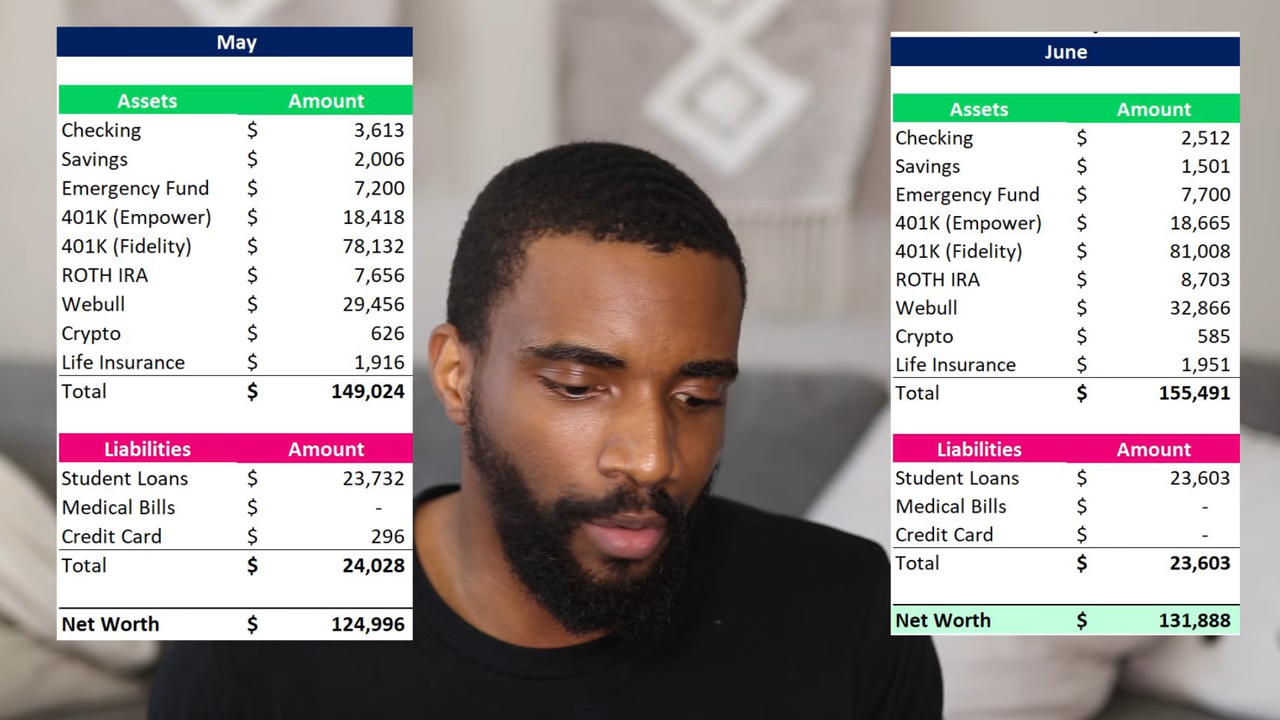 May
Assets Amount
Checking $ 3,613
Savings $ 2,006
Emergency Fund $ 7,200
401K (Empower) $ 18,418
401K (Fidelity) $ 78,132
ROTH IRA $ 7,656
Webull $ 29,456
Crypto $ 626
Life Insurance $ 1,916
Total $ 149,024
Liabilities Amount
Student Loans $ 23,732
Medical Bills $ -
Credit Card $ 296
Total $ 24,028
Net Worth $ 124,996
June
Assets Amount
Checking $ 2,512
Savings $ 1,501
Emergency Fund $ 7,700
401K (Empower) $ 18,665
401K (Fidelity) $ 81,008
ROTH IRA $ 8,703
Webull $ 32,866
Crypto $ 585
Life Insurance $ 1,951
Total $ 155,491
Liabilities Amount
Student Loans $ 23,603
Medical Bills $ -
Credit Card $ -
Total $ 23,603
Net Worth $ 131,888